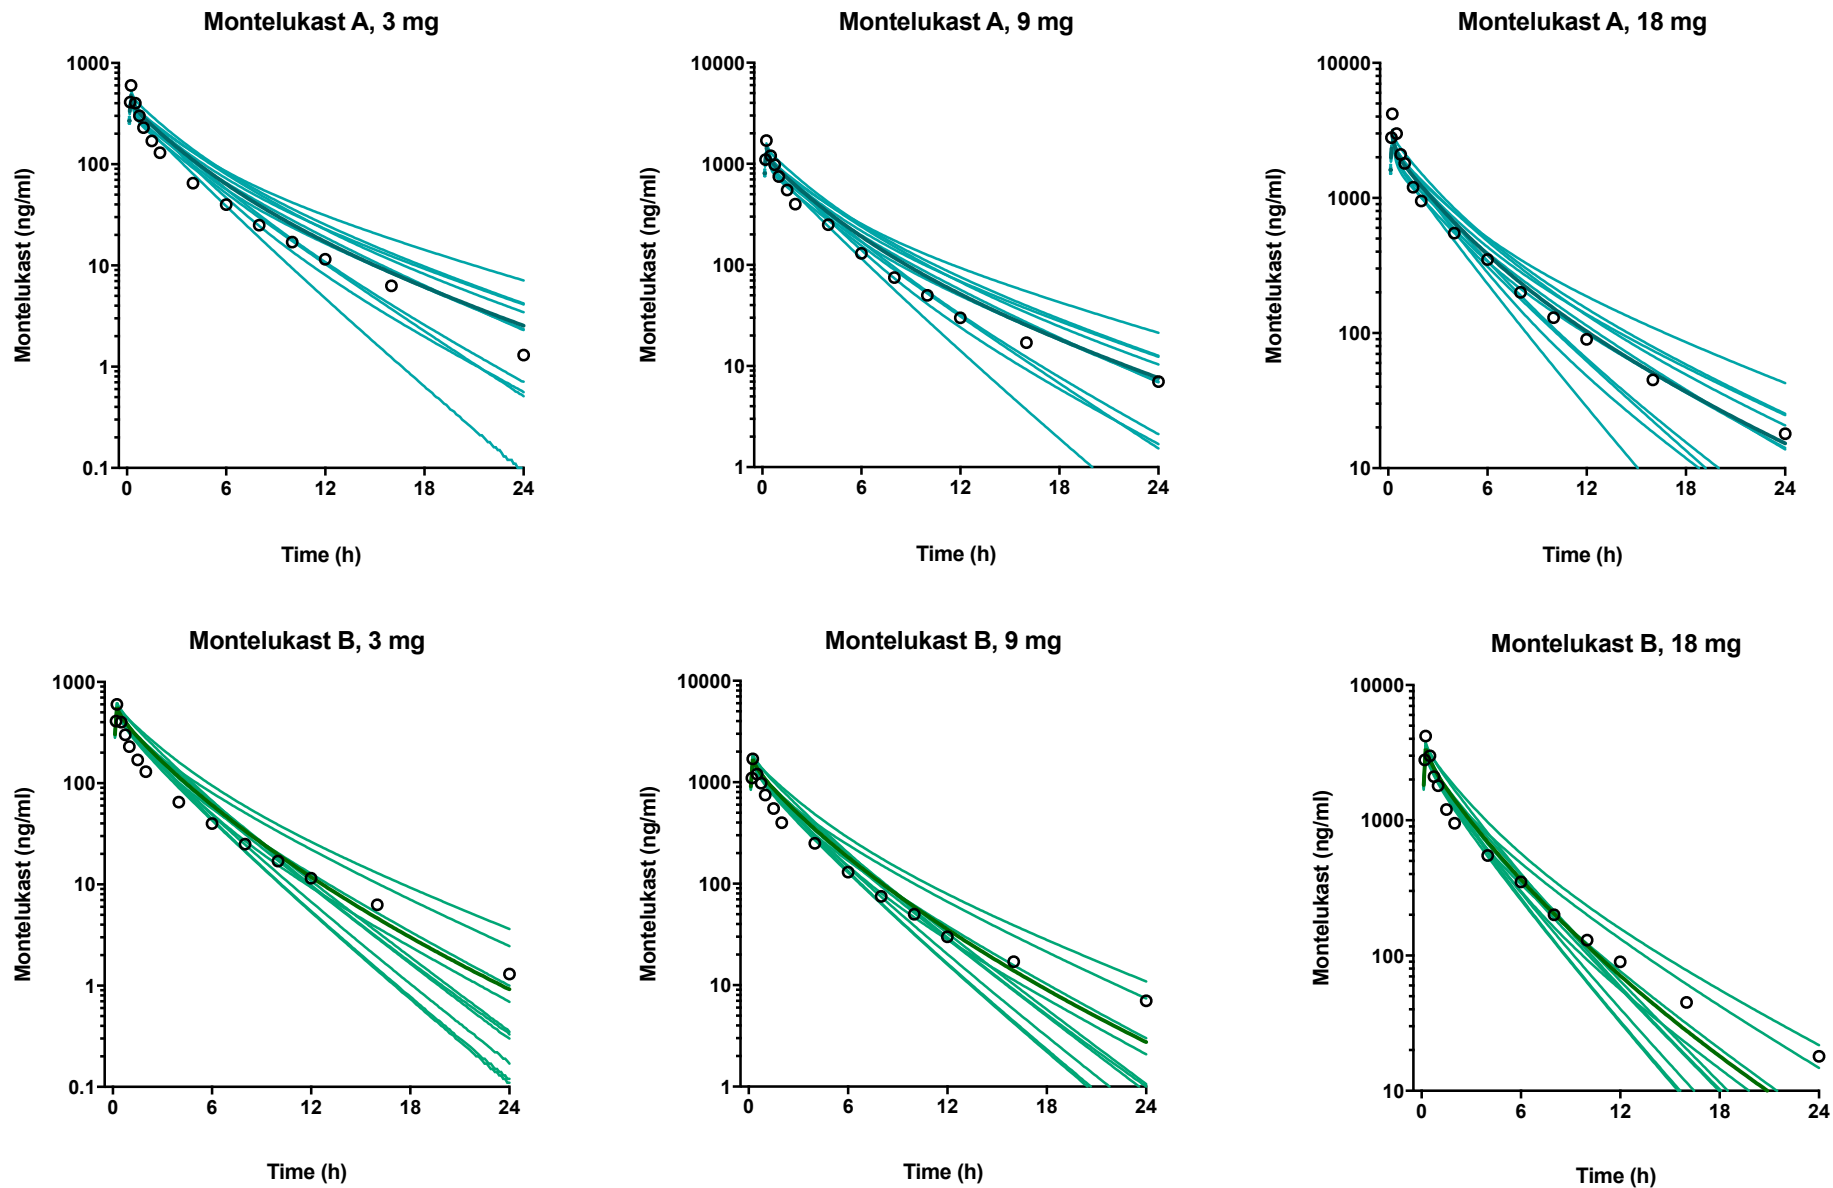 Montelukast A, 3 mg
Montelukast (ng/ml)
1000
100
10
1
0.1
0 6 12 18 24
Time (h)
Montelukast A, 9 mg
Montelukast (ng/ml)
10000
1000
100
10
1
0 6 12 18 24
Time (h)
Montelukast A, 18 mg
Montelukast (ng/ml)
10000
1000
100
10
0 6 12 18 24
Time (h)
Montelukast B, 3 mg
Montelukast (ng/ml)
1000
100
10
1
0.1
0 6 12 18 24
Time (h)
Montelukast B, 9 mg
Montelukast (ng/ml)
10000
1000
100
10
1
0 6 12 18 24
Time (h)
Montelukast B, 18 mg
Montelukast (ng/ml)
10000
1000
100
10
0 6 12 18 24
Time (h)